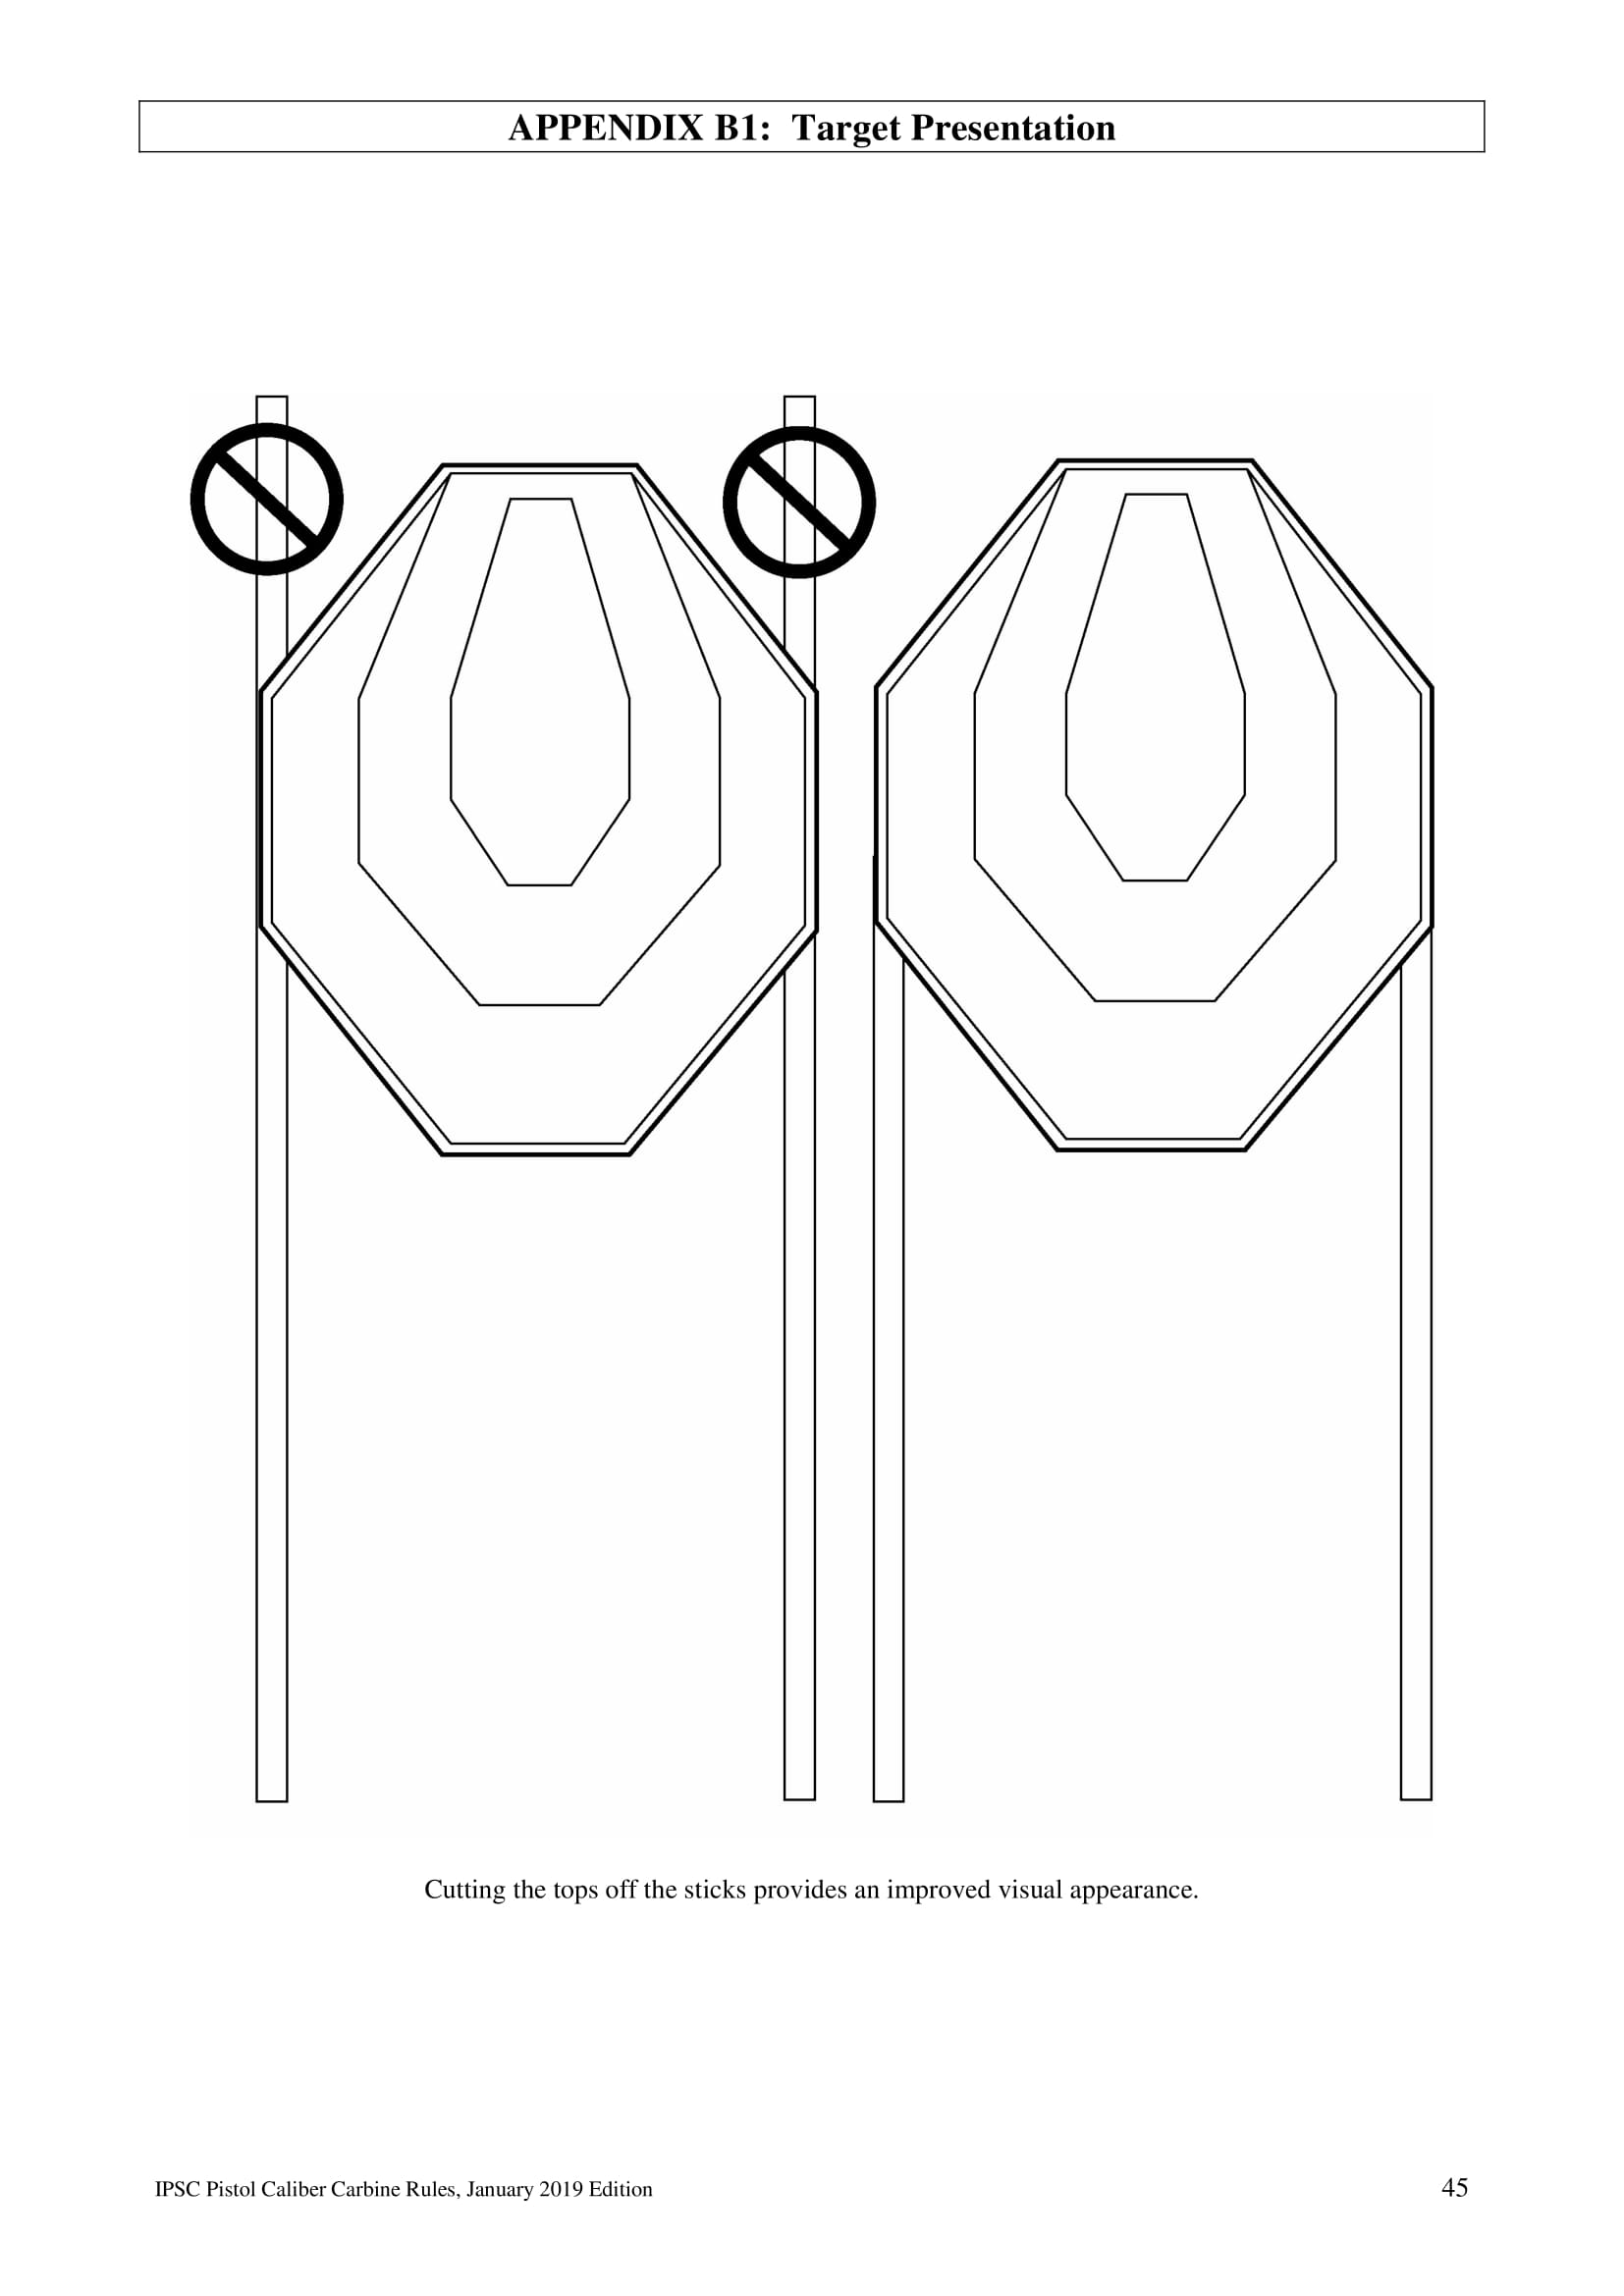 APPENDIX B1:  Target Presentation
Cutting the tops off the sticks provides an improved visual appearance.
IPSC Pistol Caliber Carbine Rules, January 2019 Edition
45